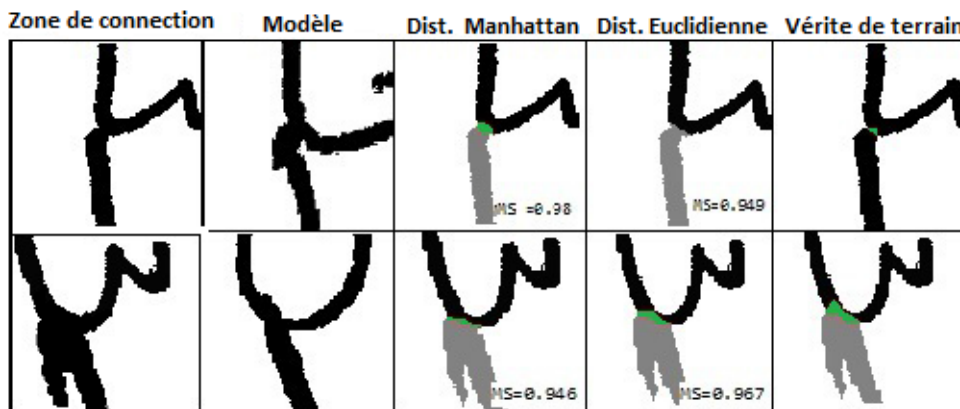 Zone de connection Modèle Dist. Manhattan Dist. Euclidienne Vérite de terrain
MS =0.98 MS=0.949
MS=0.946 MS=0.967